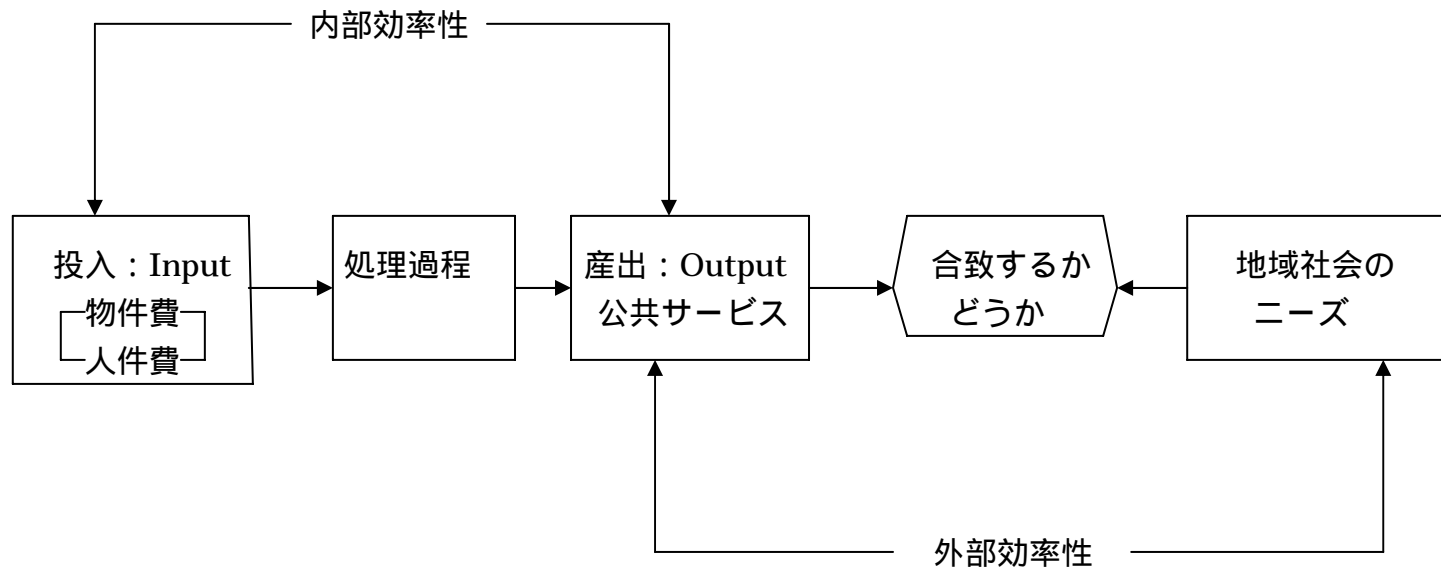 内部効率性
投入：Input
物件費
人件費
処理過程
産出：Output
公共サービス
合致するか
どうか
地域社会の
ニーズ
外部効率性